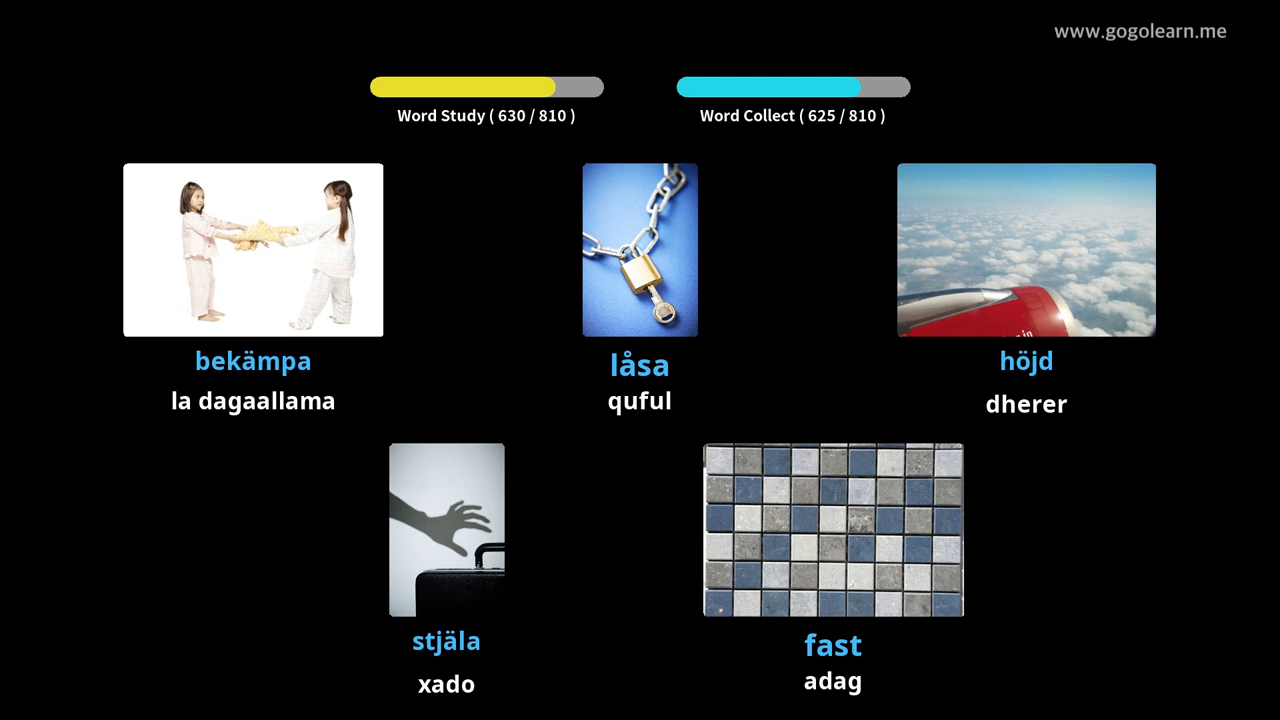 www.gogolearn.me
Word Study ( 630 / 810 )
Word Collect ( 625 / 810 )
bekämpa
la dagaallama
låsa
quful
höjd
dherer
stjäla
xado
fast
adag